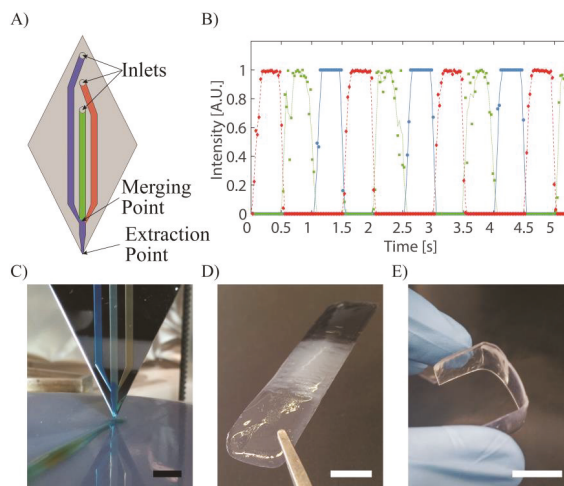 A)
Inlets
Merging
Point
Extraction
Point
B)
Intensity [A.U.]
1
0.8
0.6
0.4
0.2
0
0 0.5 1 1.5 2 2.5 3 3.5 4 4.5 5
Time [s]
C)
D)
E)